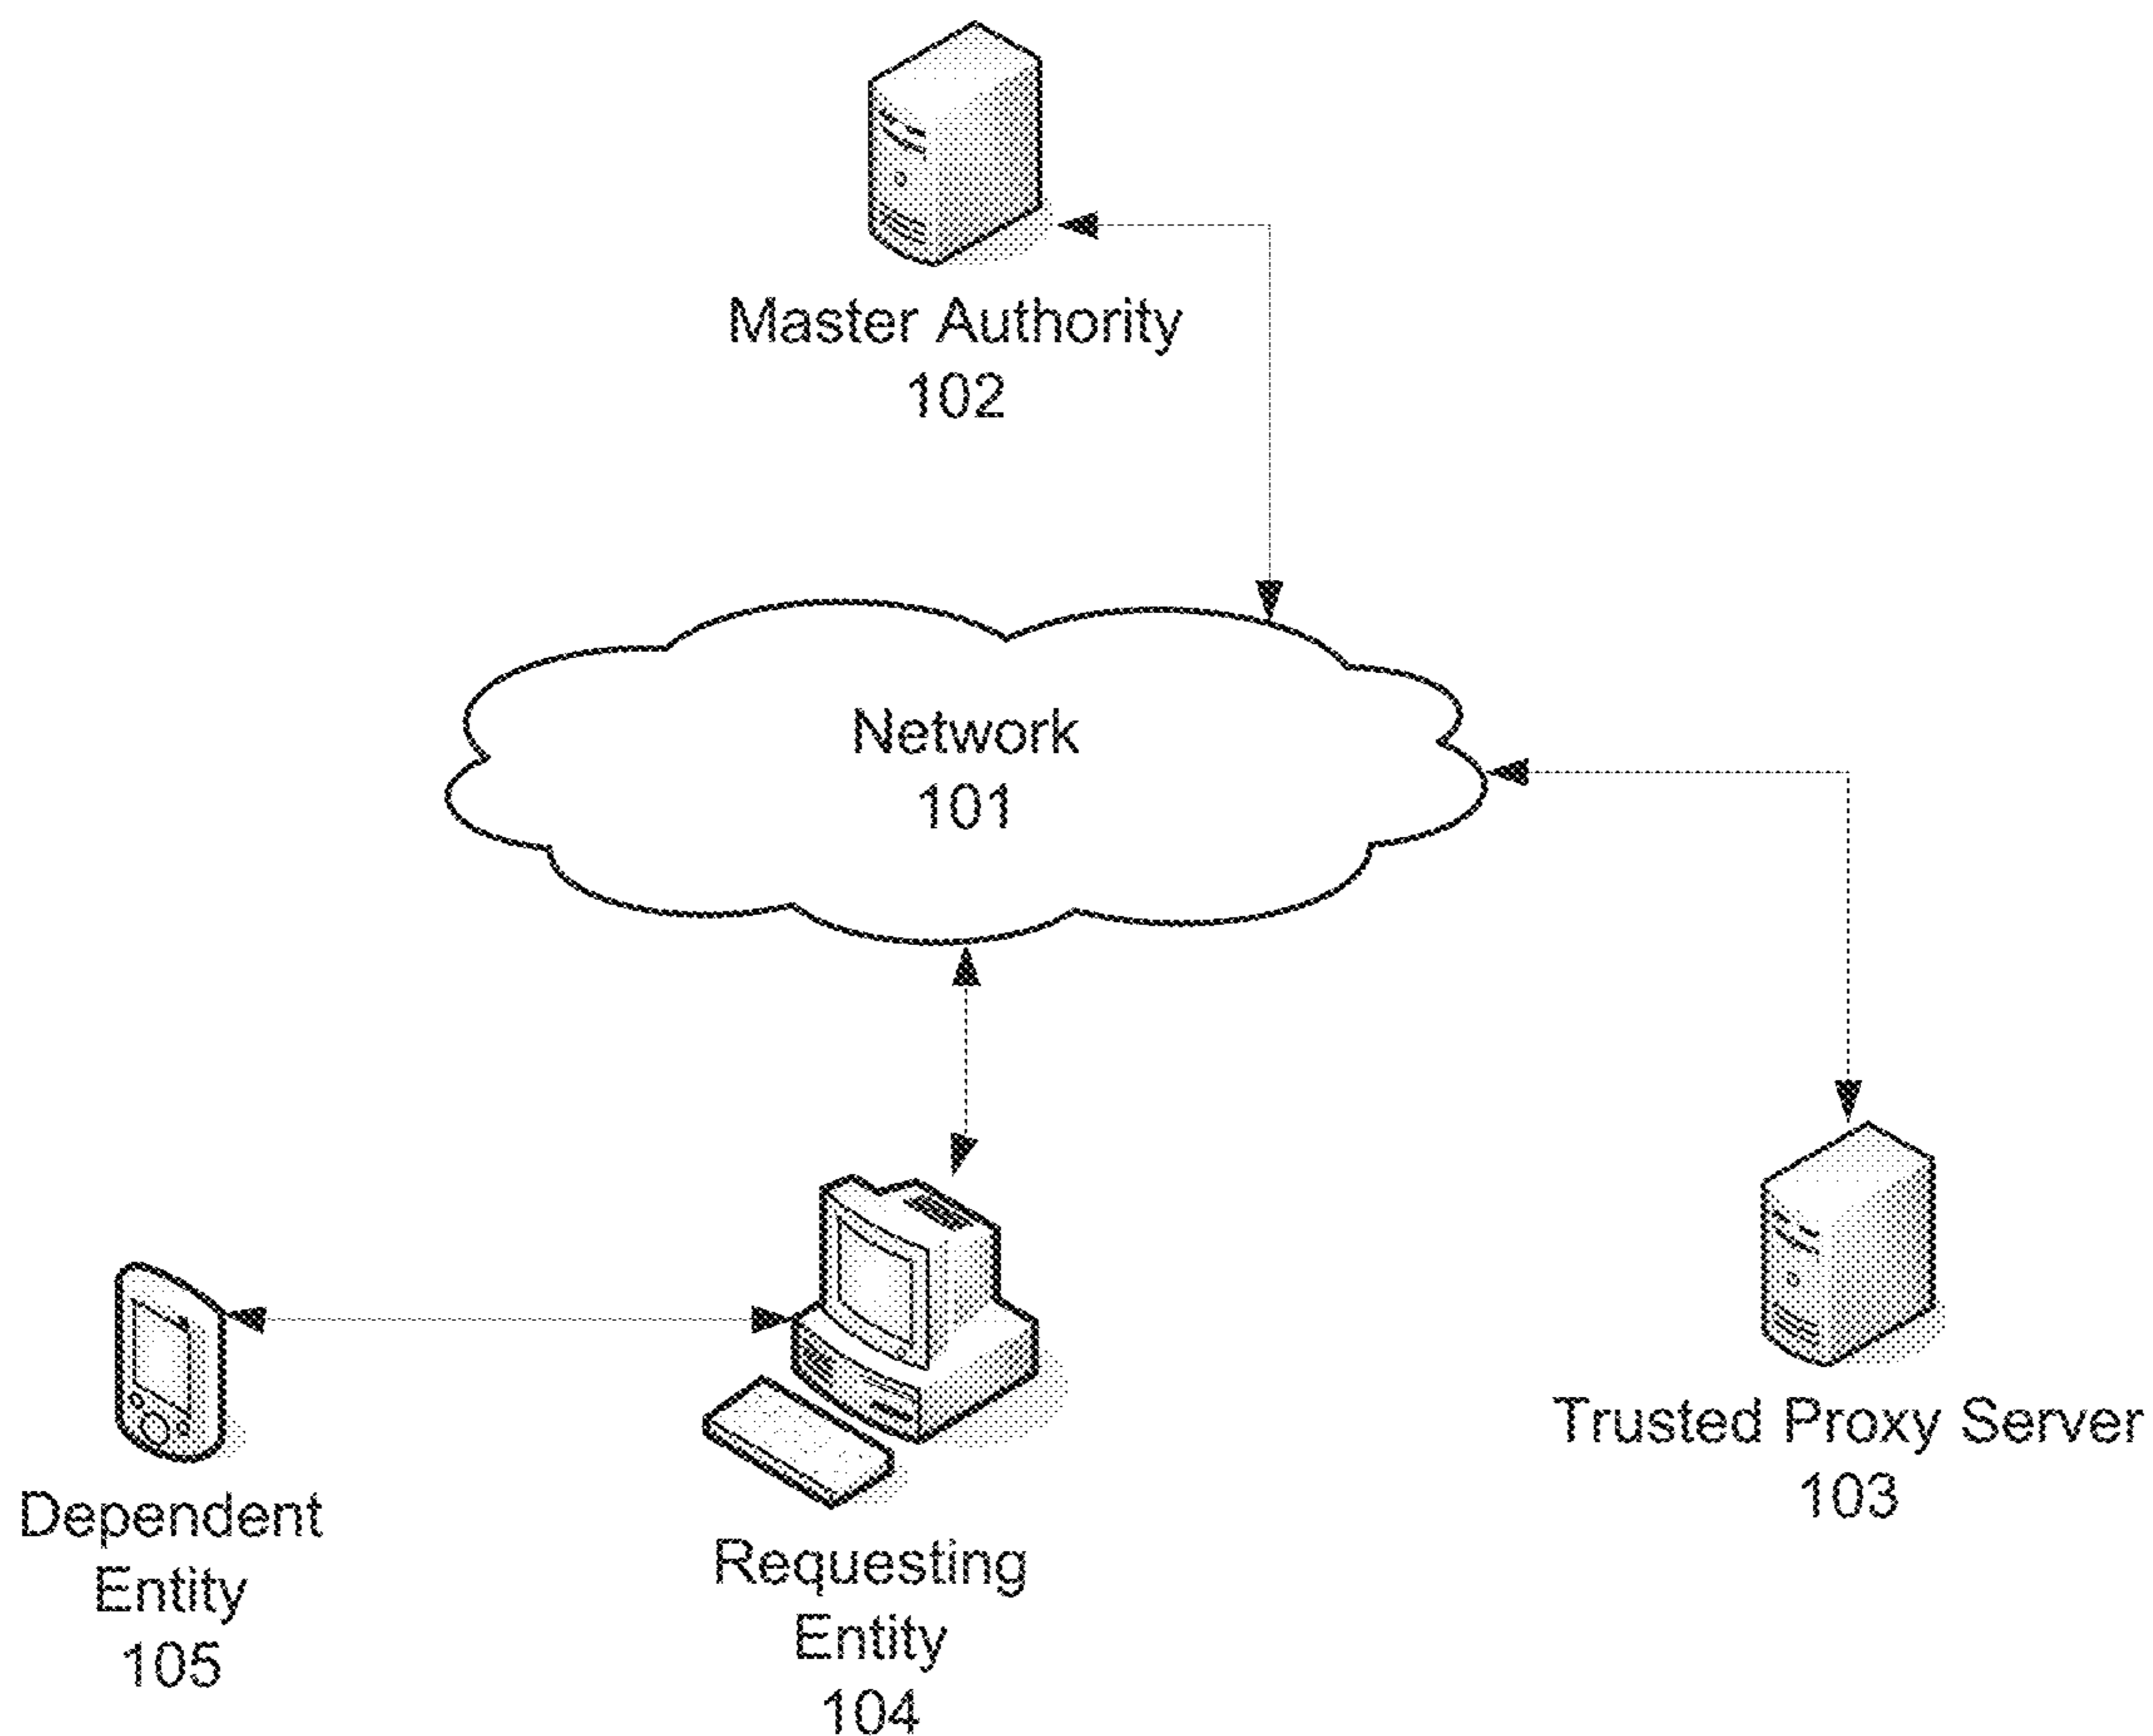 Master Authority
102
Network
101
Trusted Proxy Server
103
Dependent
Entity
105
Requesting
Entity
104